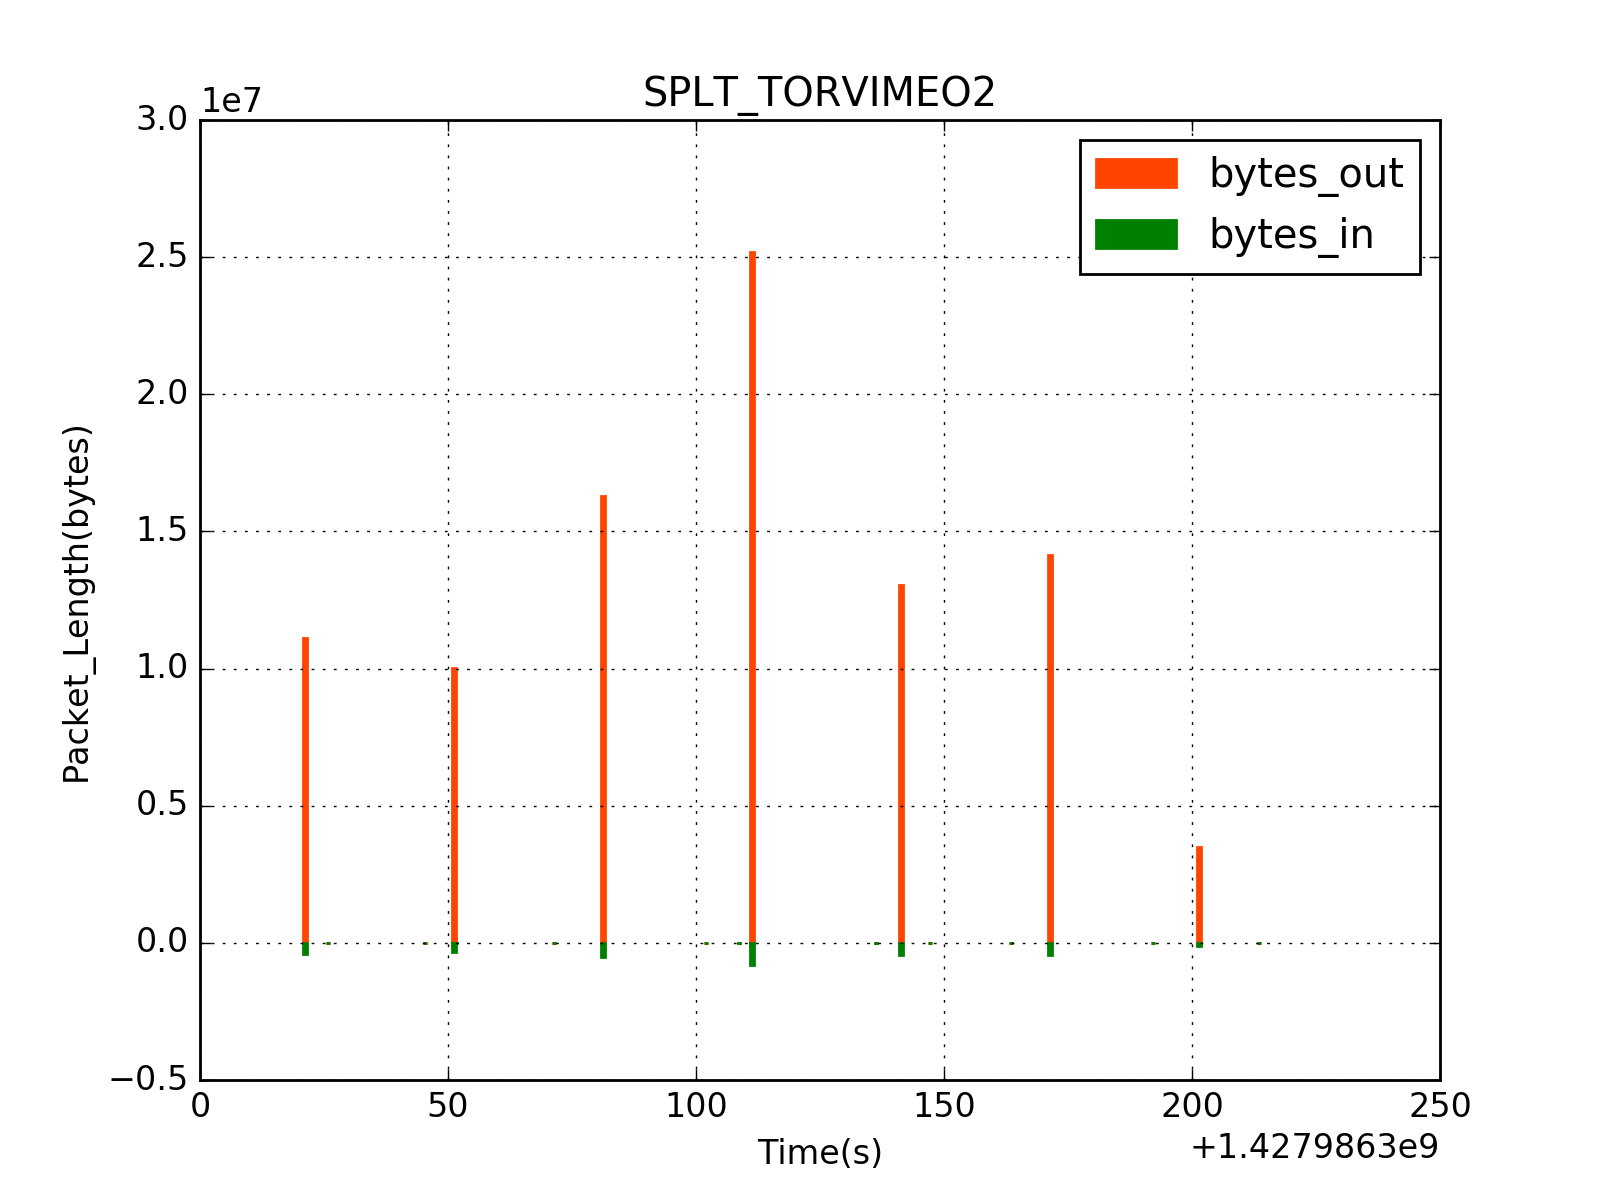 SPLT_TORVIMEO2
1e7
3.0
2.5
2.0
1.5
1.0
0.5
0.0
−0.5
Packet_Length(bytes)
bytes_out
bytes_in
0 50 100 150 200 250
Time(s)
+1.4279863e9